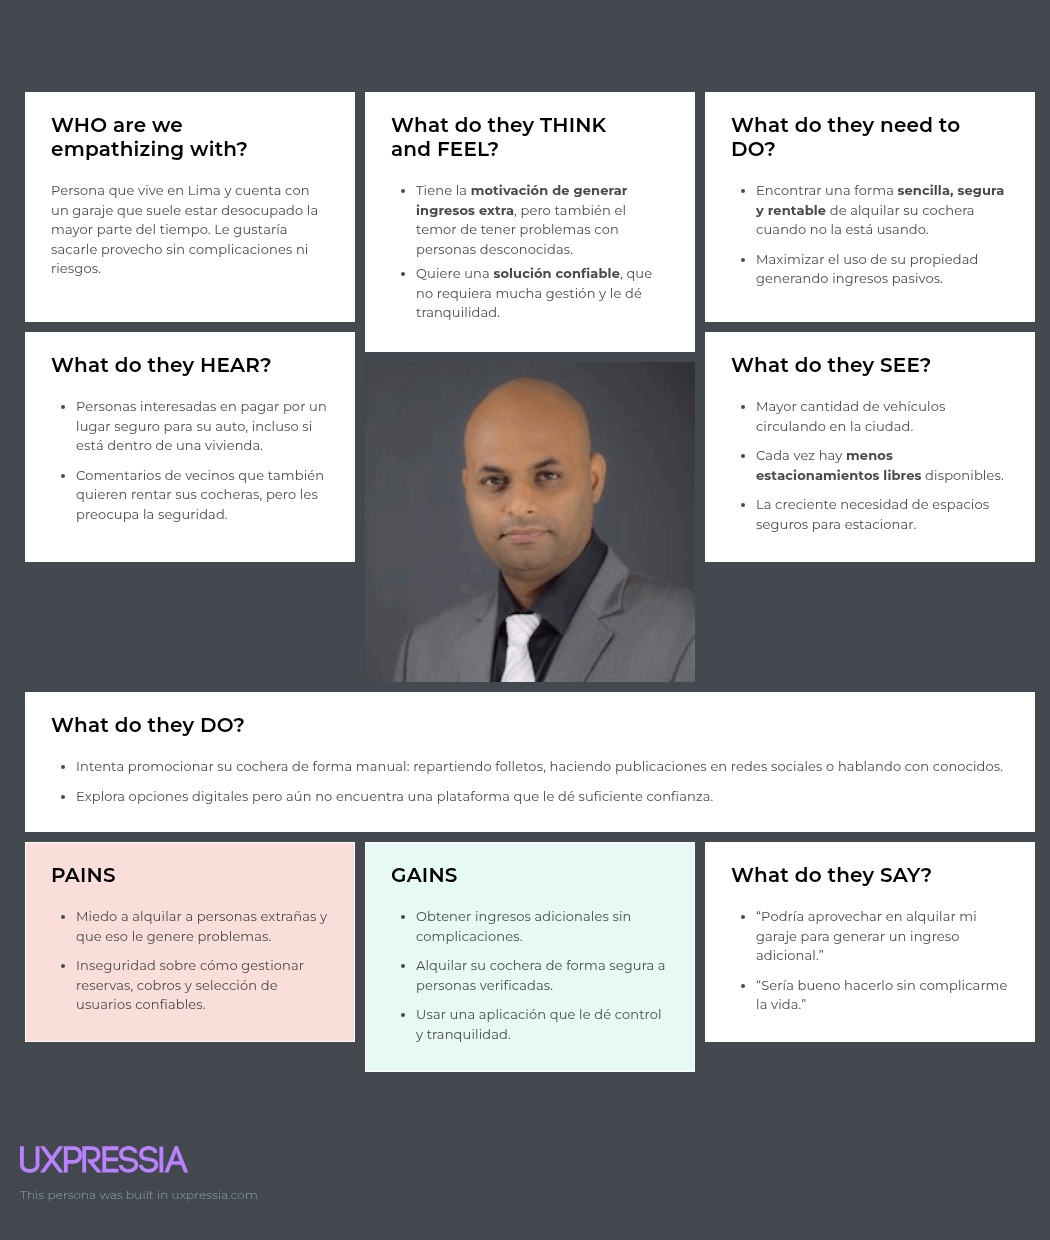 WHO are we
empathizing with?
Persona que vive en Lima y cuenta con
un garaje que suele estar desocupado la
mayor parte del tiempo. Le gustaría
sacarle provecho sin complicaciones ni
riesgos.
What do they THINK
and FEEL?
• Tiene la motivación de generar
ingresos extra, pero también el
temor de tener problemas con
personas desconocidas.
• Quiere una solución confiable, que
no requiera mucha gestión y le dé
tranquilidad.
What do they need to
DO?
• Encontrar una forma sencilla, segura
y rentable de alquilar su cochera
cuando no la está usando.
• Maximizar el uso de su propiedad
generando ingresos pasivos.
What do they HEAR?
• Personas interesadas en pagar por un
lugar seguro para su auto, incluso si
está dentro de una vivienda.
• Comentarios de vecinos que también
quieren rentar sus cocheras, pero les
preocupa la seguridad.
What do they SEE?
• Mayor cantidad de vehículos
circulando en la ciudad.
• Cada vez hay menos
estacionamientos libres disponibles.
• La creciente necesidad de espacios
seguros para estacionar.
What do they DO?
• Intenta promocionar su cochera de forma manual: repartiendo folletos, haciendo publicaciones en redes sociales o hablando con conocidos.
• Explora opciones digitales pero aún no encuentra una plataforma que le dé suficiente confianza.
PAINS
• Miedo a alquilar a personas extrañas y
que eso le genere problemas.
• Inseguridad sobre cómo gestionar
reservas, cobros y selección de
usuarios confiables.
GAINS
• Obtener ingresos adicionales sin
complicaciones.
• Alquilar su cochera de forma segura a
personas verificadas.
• Usar una aplicación que le dé control
y tranquilidad.
What do they SAY?
• “Podría aprovechar en alquilar mi
garaje para generar un ingreso
adicional.”
• “Sería bueno hacerlo sin complicarme
la vida.”
UXPRESSIA
This persona was built in uxpressia.com